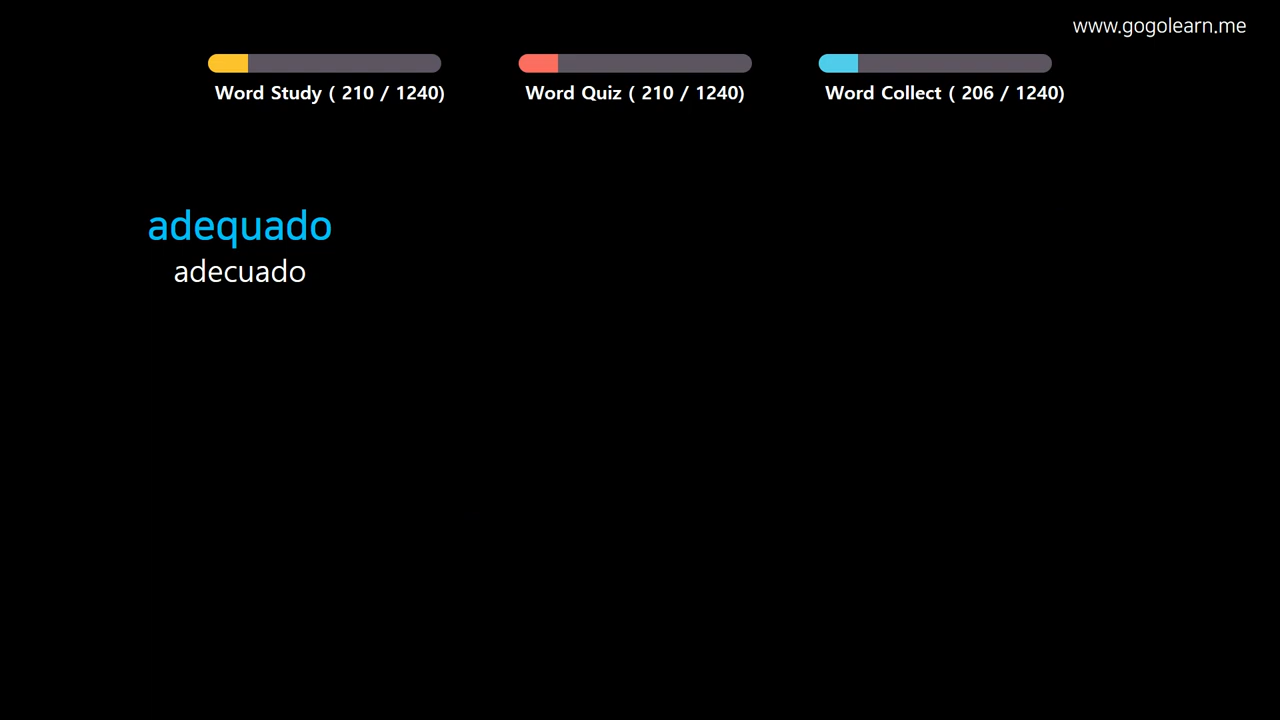 www.gogolearn.me
Word Study ( 210 / 1240)
Word Quiz ( 210 / 1240)
Word Collect ( 206 / 1240)
adequado
adecuado